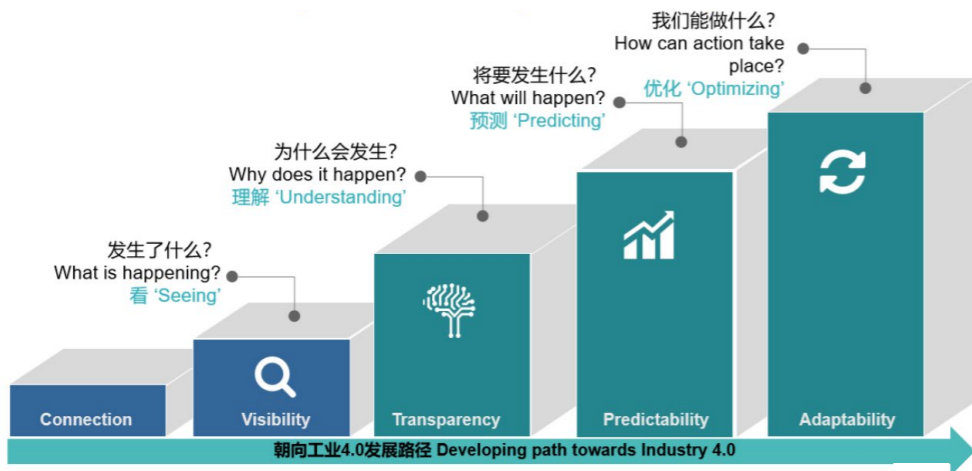 我们能做什么？
How can action take
place?
优化 ‘Optimizing’
将要发生什么？
What will happen?
预测 ‘Predicting’
为什么会发生？
Why does it happen?
理解 ‘Understanding’
发生了什么？
What is happening?
看 ‘Seeing’
Connection
Visibility
Transparency
Predictability
Adaptability
朝向工业4.0发展路径 Developing path towards Industry 4.0